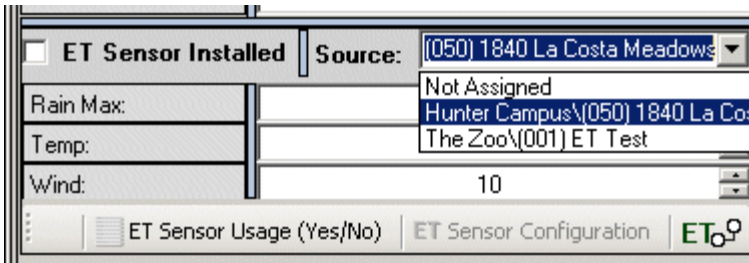 ET Sensor Installed Source: (050) 1840 La Costa Meadows
Not Assigned
Rain Max: Hunter Campus\(050) 1840 La Cos
Temp: The Zoo\(001) ET Test
Wind: 10
ET Sensor Usage (Yes/No) ET Sensor Configuration ET